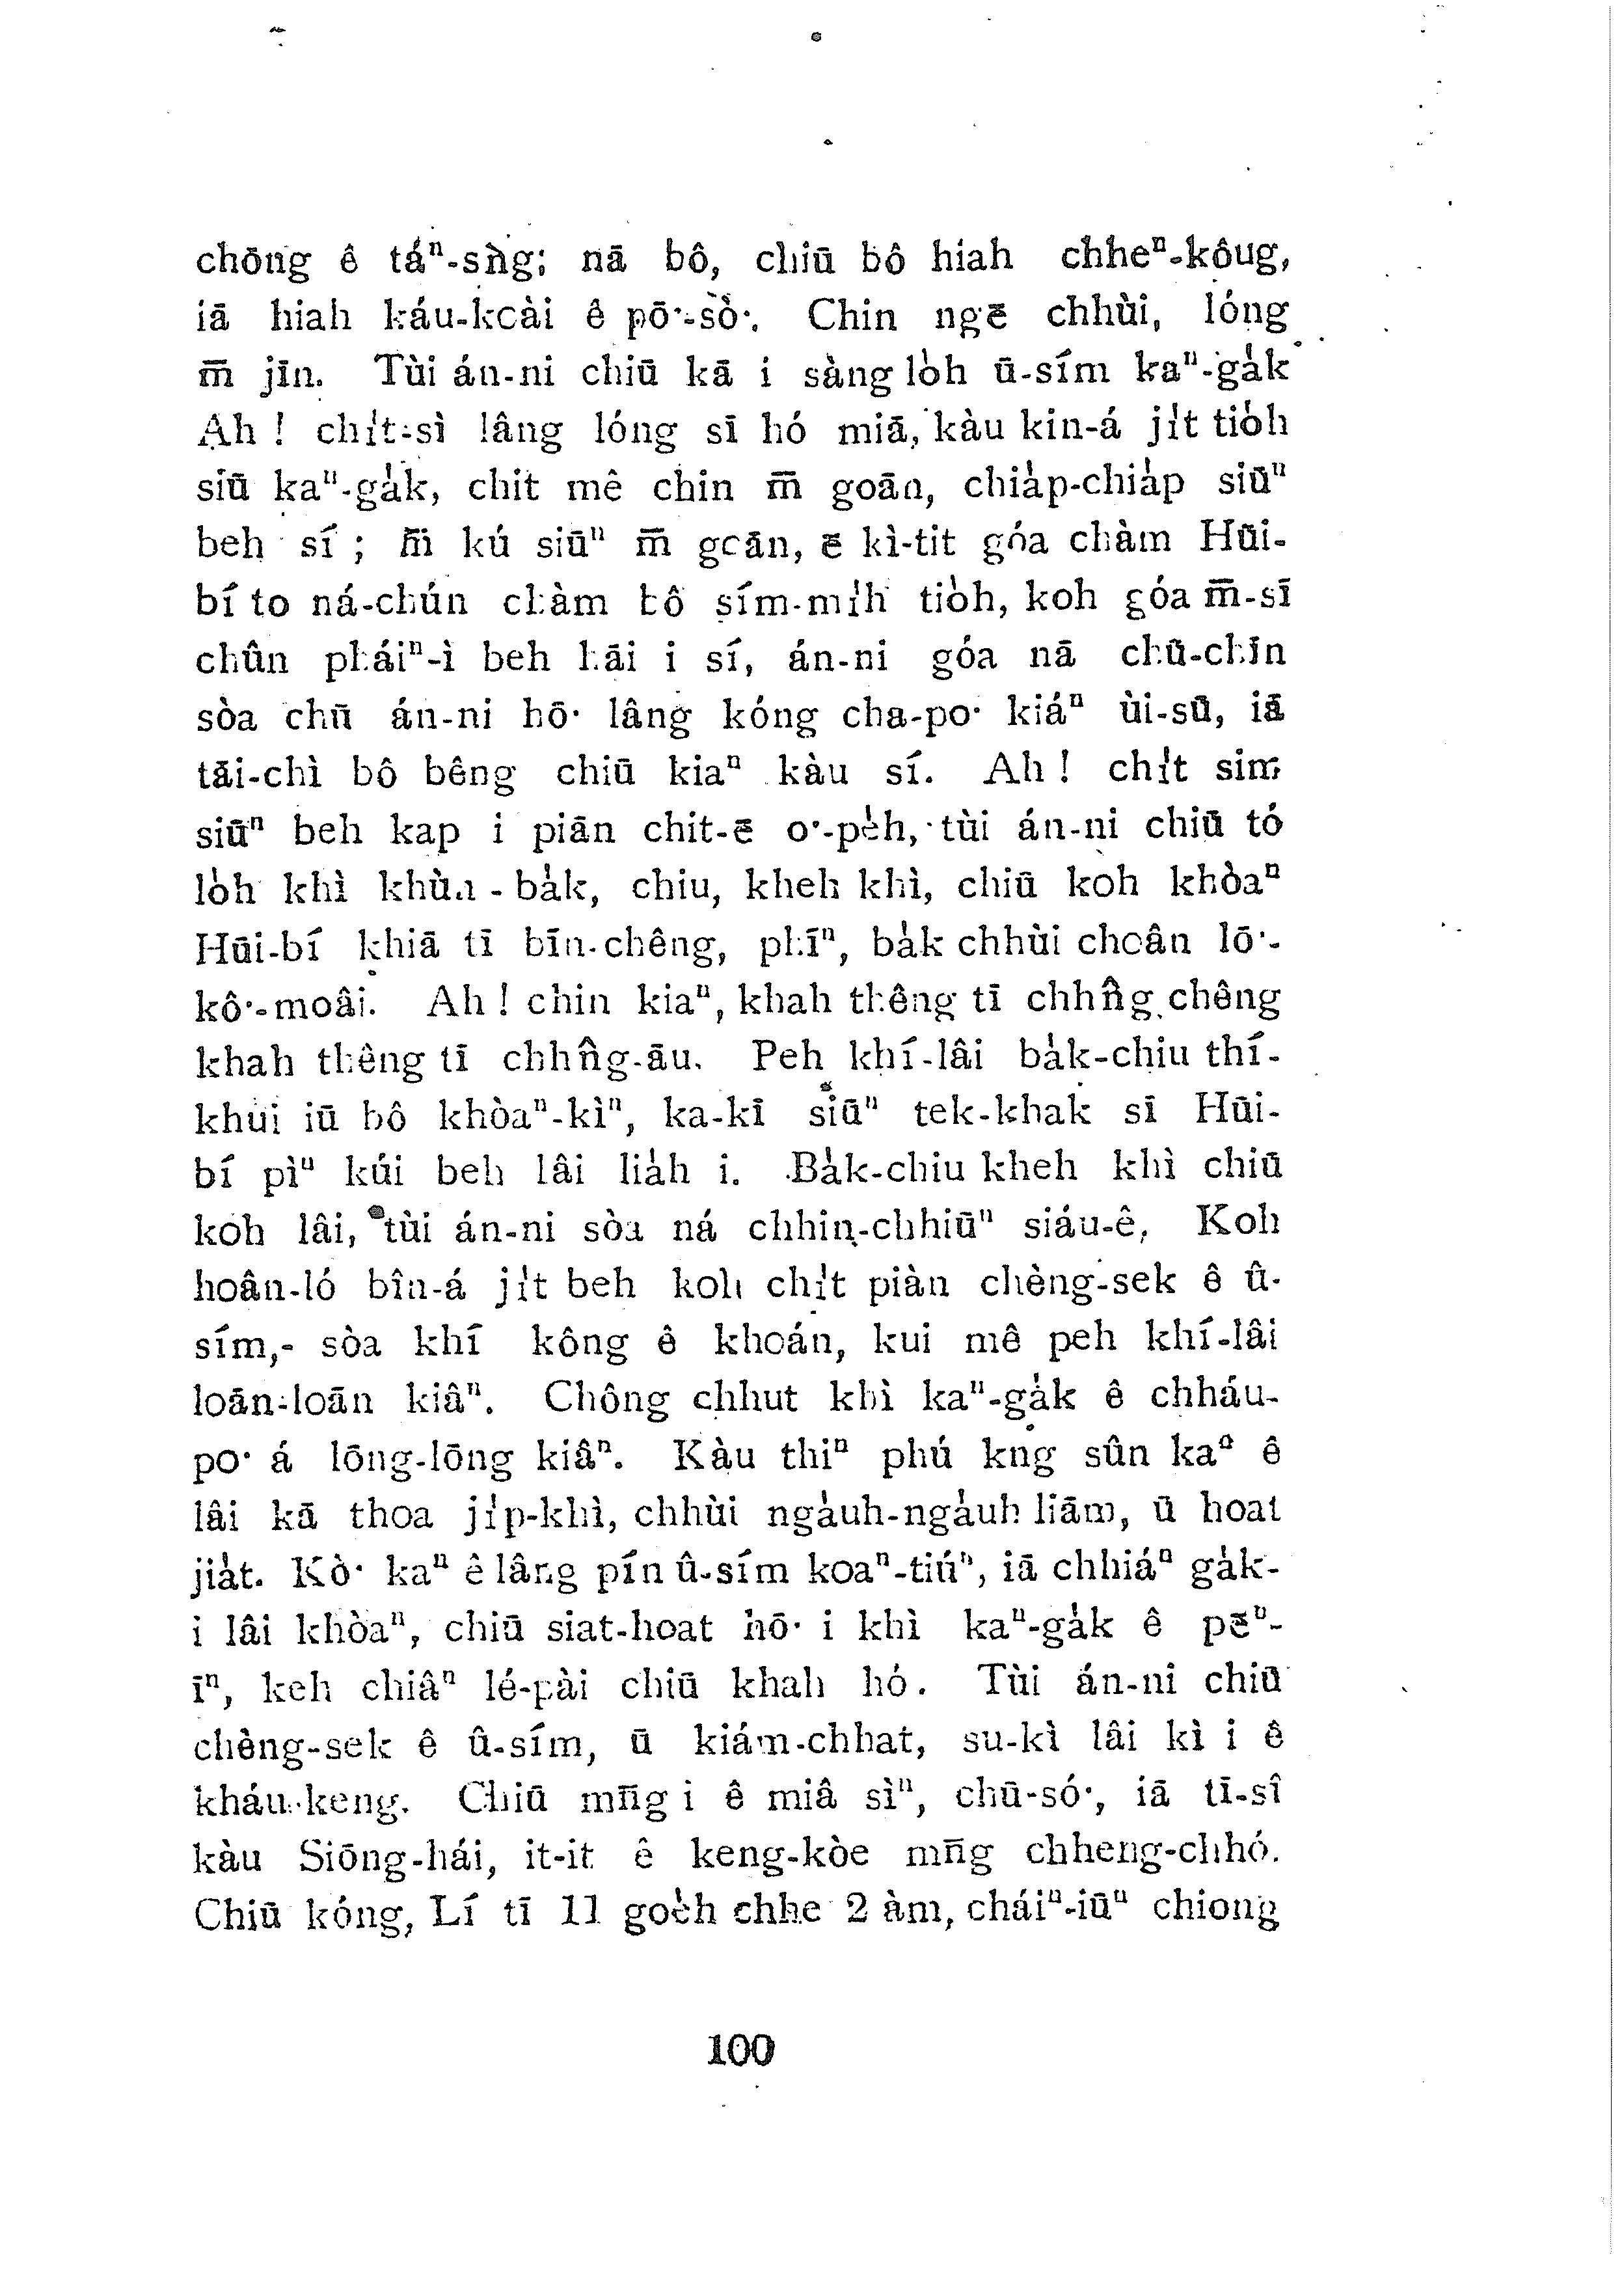 chōng ê táⁿ-sǹg; nā bô, chiū bô hiah chheⁿ-kôug,
iā hiah káu-koài ê pō͘-sò͘. Chin ngē chhùi, lóng
m̄ jīn. Tùi án-ni chiū kā i sàng lo̍h ū-sím kaⁿ-ga̍k
Ah ! chi̍t-sì lâng lóng sī hó miā, kàu kin-á ji̍t tio̍h
siū kaⁿ-ga̍k, chit mê chin m̄ goān, chia̍p-chia̍p siūⁿ
beh sí ; m̄ kú siūⁿ m̄ goān, ē kì-tit góa chàm Hūi-
bí to ná-chún chàm bô sím-mi̍h tio̍h, koh góa m̄-sī
chûn pháiⁿ-ì beh hāi i sí, án-ni góa nā chū-chīn
sòa chū án-ni hō͘ lâng kóng cha-po͘ kiáⁿ ùi-sū, iā
tāi-chì bô bêng chiū kiaⁿ kàu sí. Ah ! chi̍t sim
siūⁿ beh kap i piān chit-ē o͘-pe̍h, tùi án-ni chiū tó
lo̍h khì khùn - ba̍k, chiu, kheh khì, chiū koh khòaⁿ
Hūi-bí khiā tī bīn-chêng, phīⁿ, ba̍k chhùi choân lō͘-
kô͘-moâi. Ah ! chin kiaⁿ, khah thêng tī chhn̂g chêng
khah thêng tī chhn̂g-āu. Peh khí-lâi ba̍k-chiu thí-
khui iū bô khòaⁿ-kìⁿ, ka-kī siūⁿ tek-khak sī Hūi-
bí pìⁿ kúi beh lâi lia̍h i. Ba̍k-chiu kheh khì chiū
koh lâi, tùi án-ni sòa ná chhin-chhiūⁿ siáu-ê, Koh
hoân-ló bîn-á ji̍t beh koh chi̍t piàn chèng-sek ê û-
sím,- sòa khí kông ê khoán, kui mê peh khí-lâi
loān-loān kiâⁿ. Chông chhut khì kaⁿ-ga̍k ê chháu-
po͘ á lōng-lōng kiâⁿ. Kàu thiⁿ phú kng sûn kaⁿ ê
lâi kā thoa ji̍p-khì, chhùi nga̍uh-nga̍uh liām, ū hoat
jia̍t. Kò͘ kaⁿ ê lâng pín û-sím koaⁿ-tiúⁿ, iā chhiáⁿ ga̍k-
i lâi khòaⁿ, chiū siat-hoat hō͘ i khì kaⁿ-ga̍k ê pēⁿ-
īⁿ, keh chiâⁿ lé-pài chiū khah hó. Tùi án-ni chiū
chèng-sek ê û-sím, ū kiám-chhat, su-kì lâi kì i ê
kháu-keng. Chiū mn̄g i ê miâ sìⁿ, chū-só͘, iā tī-sî
kàu Siōng-hái, it-it ê keng-kòe mn̄g chheng-chhó.
Chiū kóng, Lí tī 11 goe̍h chhe 2 àm, cháiⁿ-iūⁿ chiong
100